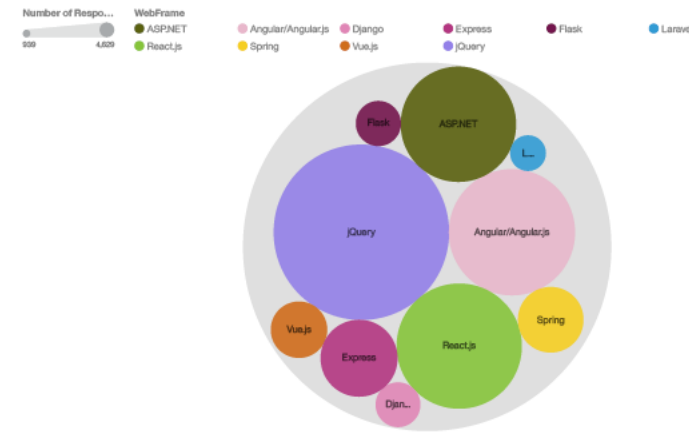 Number of Respo...
939
4,629
WebFrame
ASP.NET
Angular/Angular.js
Django
Express
Flask
Larave
React.js
Spring
Vue.js
jQuery
Flask
ASP.NET
L...
jQuery
Angular/Angular.js
Vue.js
Express
React.js
Spring
Djan...